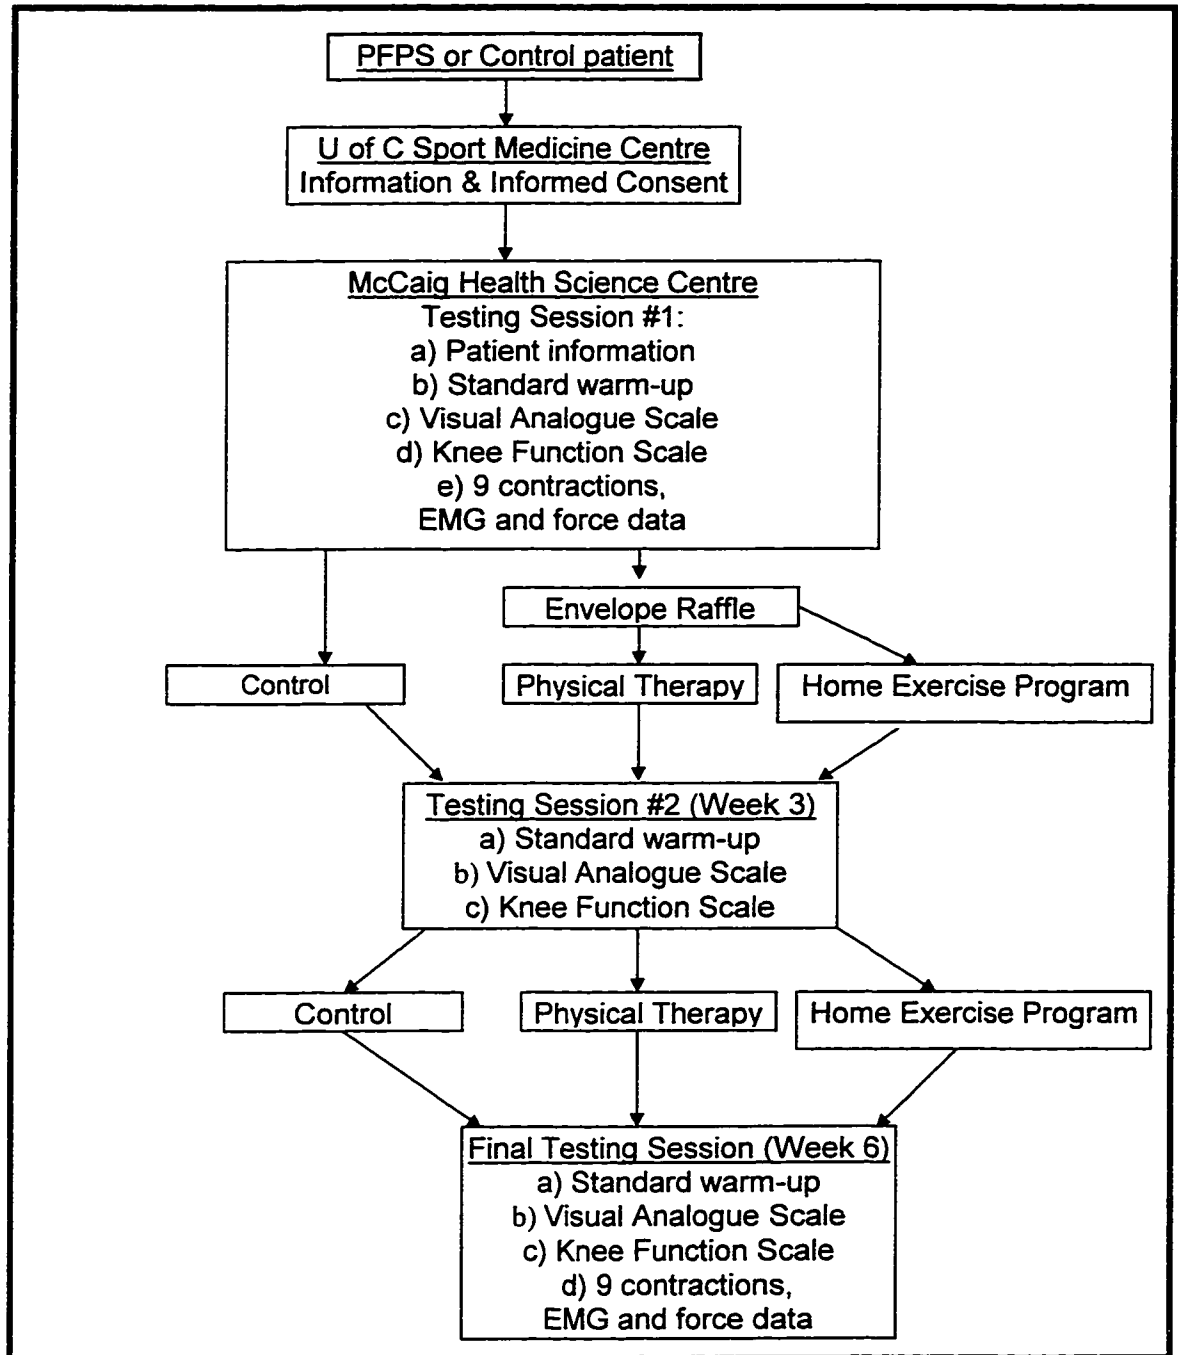 PFPS or Control patient
U of C Sport Medicine Centre
Information & Informed Consent
McCaig Health Science Centre
Testing Session #1:
a) Patient information
b) Standard warm-up
c) Visual Analogue Scale
d) Knee Function Scale
e) 9 contractions,
EMG and force data
Envelope Raffle
Control
Physical Therapy
Home Exercise Program
Testing Session #2 (Week 3)
a) Standard warm-up
b) Visual Analogue Scale
c) Knee Function Scale
Control
Physical Therapy
Home Exercise Program
Final Testing Session (Week 6)
a) Standard warm-up
b) Visual Analogue Scale
c) Knee Function Scale
d) 9 contractions,
EMG and force data